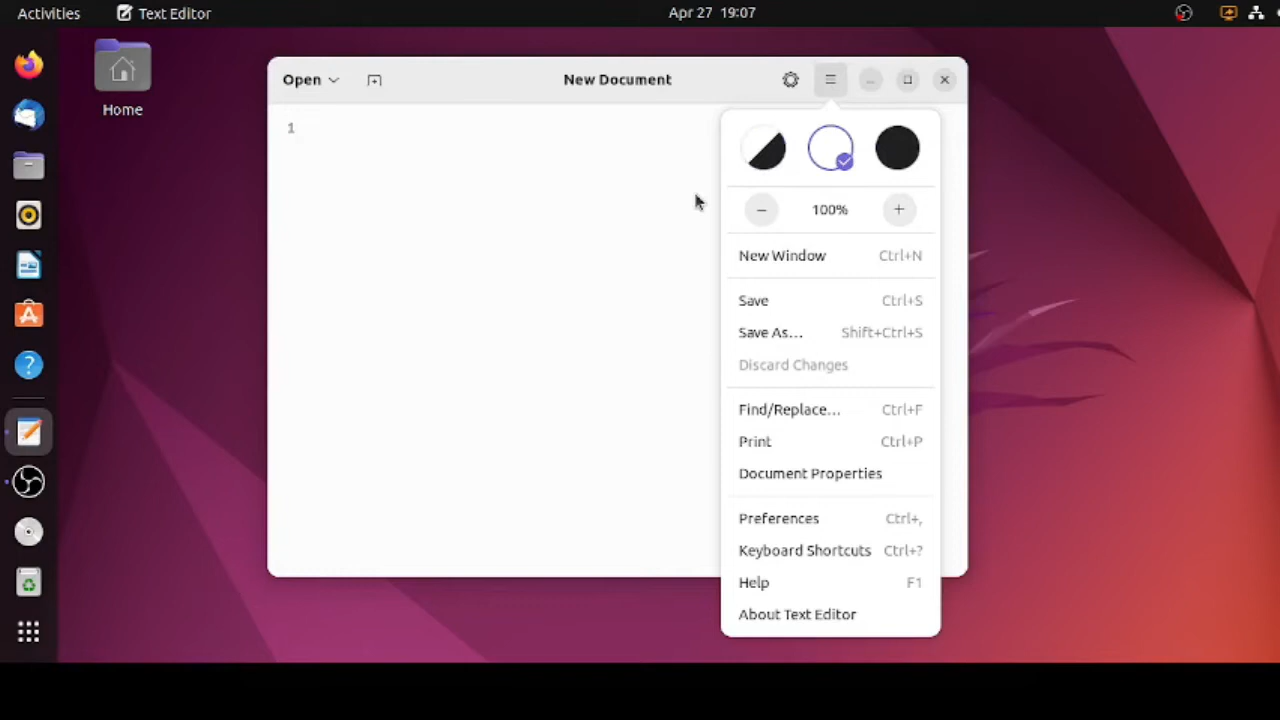 Activities
Text Editor
Apr 27 19:07
Home
Open
New Document
1
100%
New Window Ctrl+N
Save Ctrl+S
Save As... Shift+Ctrl+S
Discard Changes
Find/Replace... Ctrl+F
Print Ctrl+P
Document Properties
Preferences Ctrl+,
Keyboard Shortcuts Ctrl+?
Help F1
About Text Editor